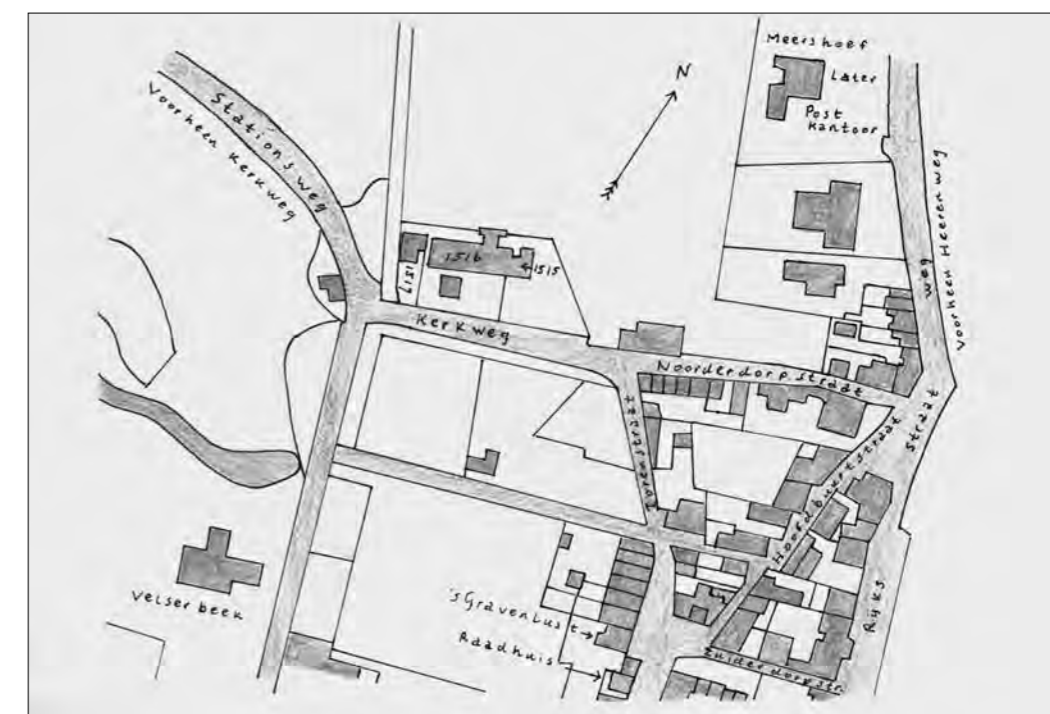 Meershoef
Later
Post
Kantoor
N
Stationsweg
Voorheen Kerkweg
weg
Voorheen Heerenweg
1517
1516
1515
Kerkweg
Noorderdorpstraat
Torenstraat
straat
Hoofdbuurtstraat
Velserbeek
'sGravenLust
Raadhuis
Rijks
Zuiderdorpstr.